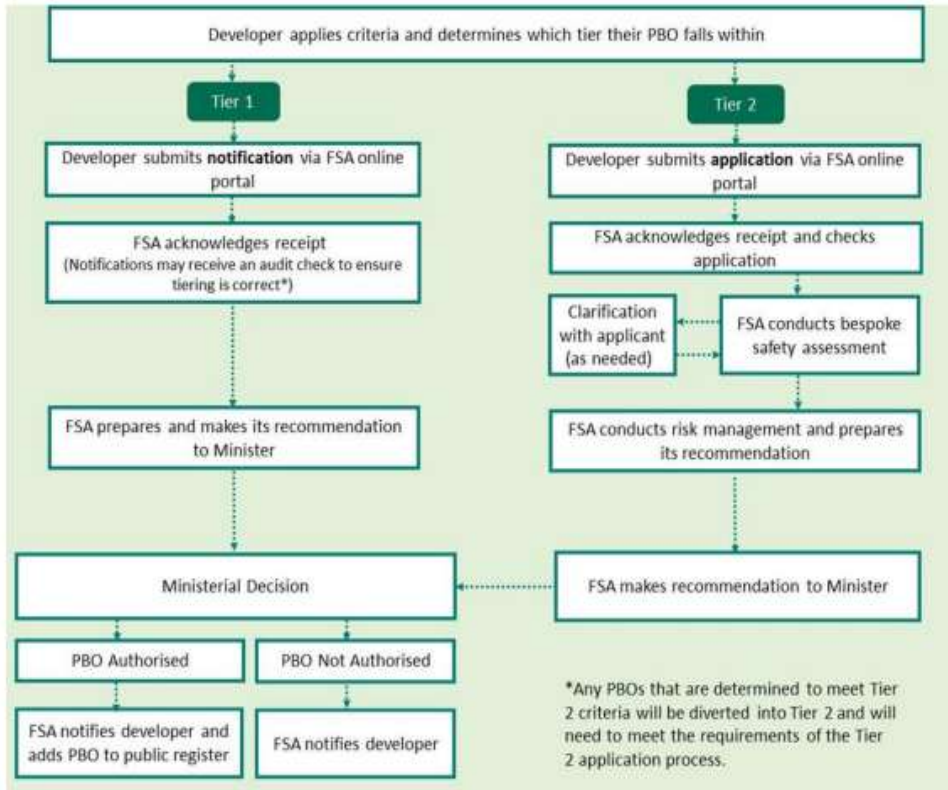 Developer applies criteria and determines which tier their PBO falls within
Tier 1
Developer submits notification via FSA online
portal
FSA acknowledges receipt
(Notifications may receive an audit check to ensure
tiering is correct*)
FSA prepares and makes its recommendation
to Minister
Tier 2
Developer submits application via FSA online
portal
FSA acknowledges receipt and checks
application
Clarification
with applicant
(as needed)
FSA conducts bespoke
safety assessment
FSA conducts risk management and prepares
its recommendation
FSA makes recommendation to Minister
Ministerial Decision
PBO Authorised
PBO Not Authorised
FSA notifies developer and
adds PBO to public register
FSA notifies developer
*Any PBOs that are determined to meet Tier
2 criteria will be diverted into Tier 2 and will
need to meet the requirements of the Tier
2 application process.